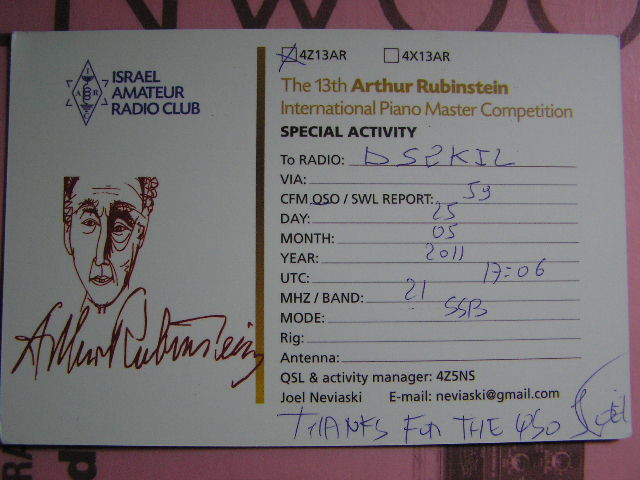 NWOO
ISRAEL
AMATEUR
RADIO CLUB
A R
C
Arthur Rubinstein
4Z13AR 4X13AR
The 13th Arthur Rubinstein
International Piano Master Competition
SPECIAL ACTIVITY
To RADIO: DS2KIL
VIA:
CFM QSO / SWL REPORT: 59
DAY: 25
MONTH: 05
YEAR: 2011
UTC: 17:06
MHZ / BAND: 21
MODE: SSB
Rig:
Antenna:
QSL & activity manager: 4Z5NS
Joel Neviaski E-mail: neviaski@gmail.com
THANKS FOR THE QSO